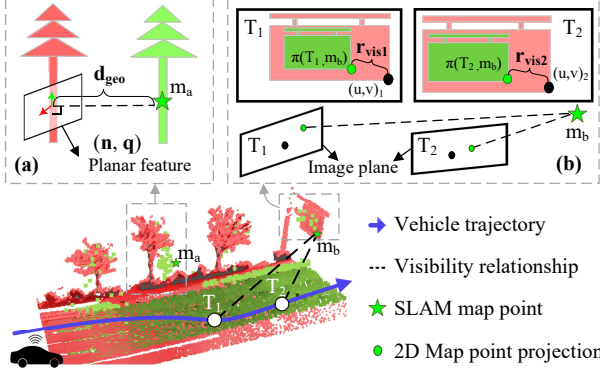 (a)
d_geo
m_a
(n, q)
Planar feature
T_1
T_2
r_vis1
π(T_1, m_b)
(u,v)_1
r_vis2
π(T_2, m_b)
(u,v)_2
T_1
Image plane
T_2
m_b
(b)
m_a
m_b
T_1
T_2
Vehicle trajectory
Visibility relationship
SLAM map point
2D Map point projection